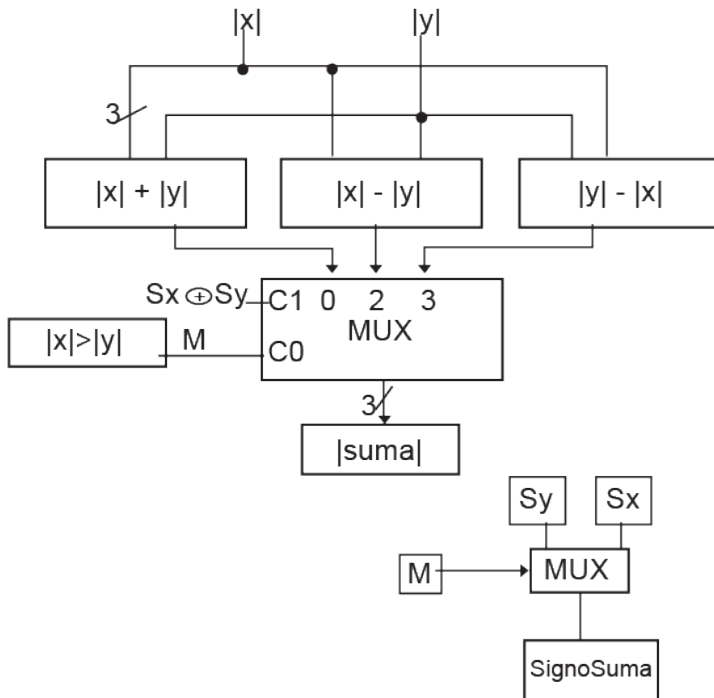 |x| |y|
3
|x| + |y| |x| - |y| |y| - |x|
Sx ⊕ Sy C1 0 2 3
MUX
|x|>|y| M C0
3
|suma|
Sy Sx
M MUX
SignoSuma